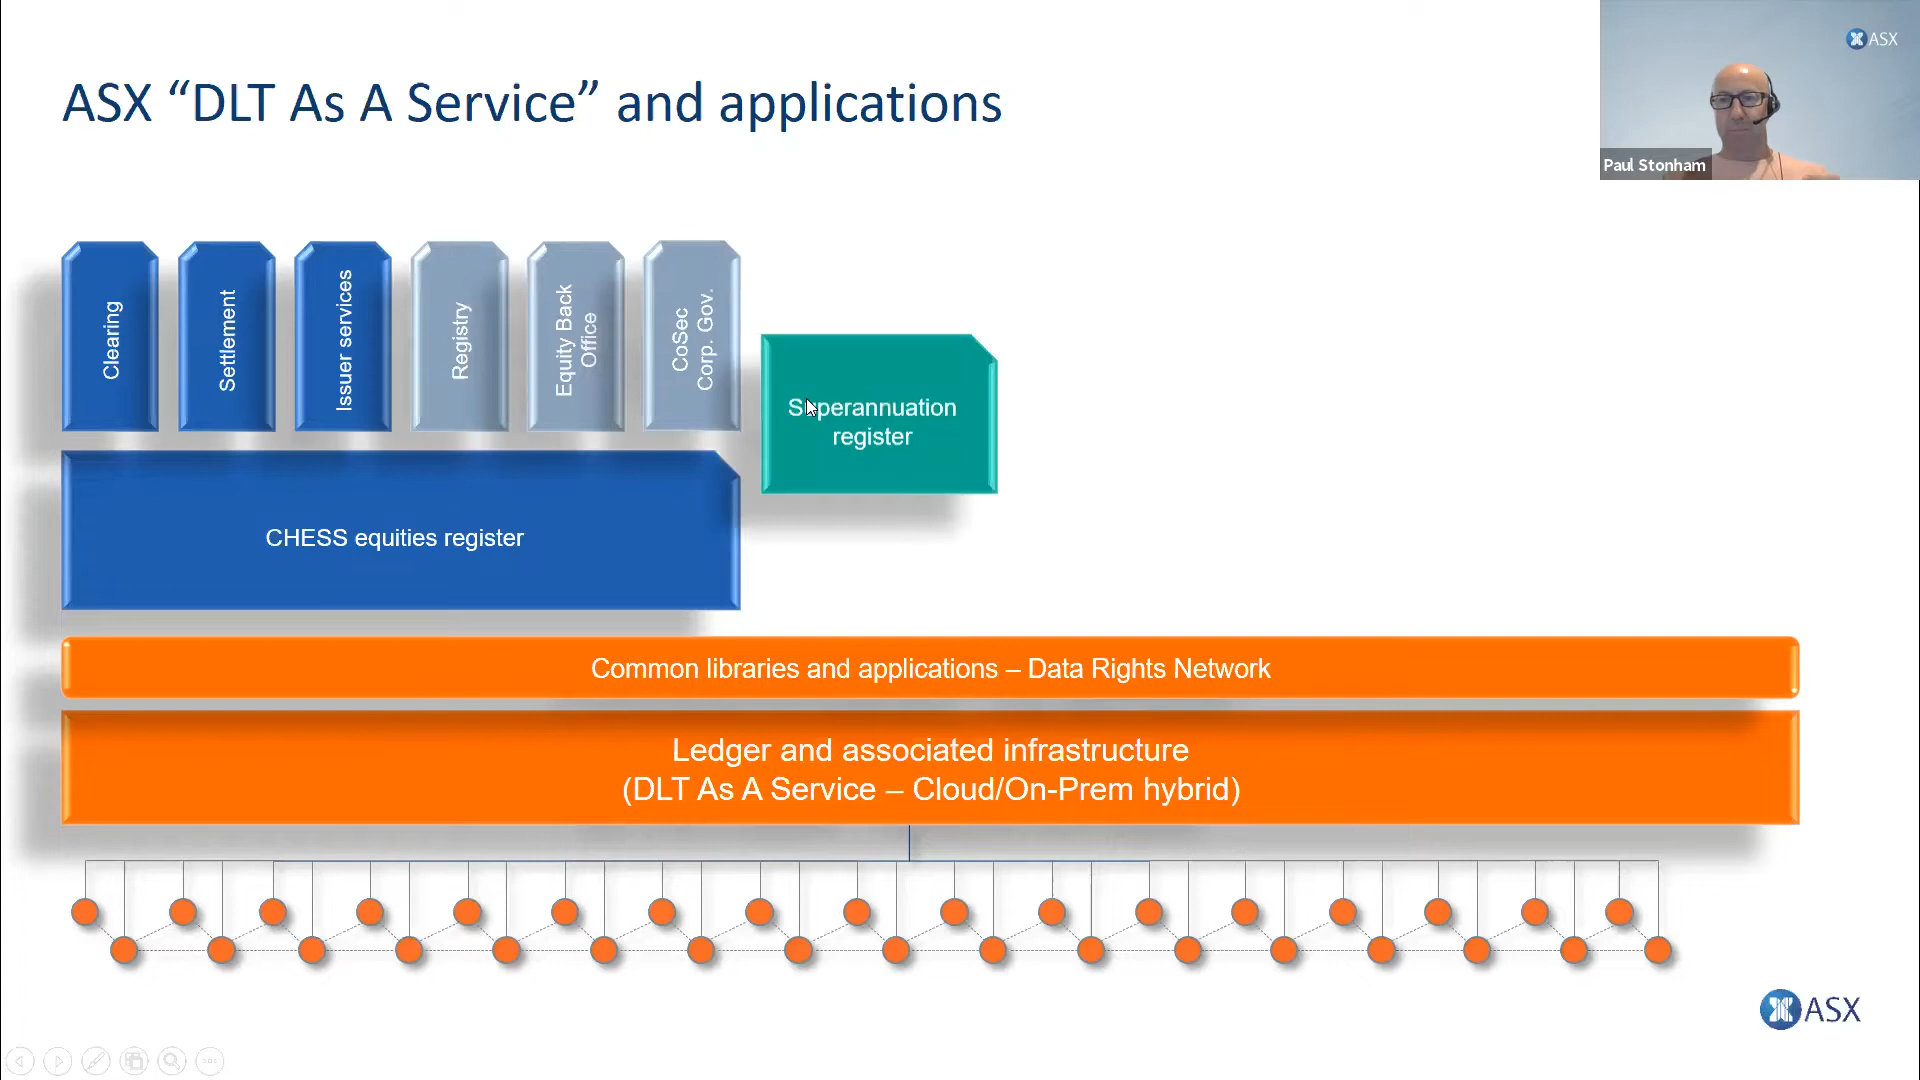 ASX “DLT As A Service” and applications
ASX
Paul Stonham
Clearing
Settlement
Issuer services
Registry
Equity Back
Office
CoSec
Corp. Gov.
Superannuation
register
CHESS equities register
Common libraries and applications – Data Rights Network
Ledger and associated infrastructure
(DLT As A Service – Cloud/On-Prem hybrid)
ASX